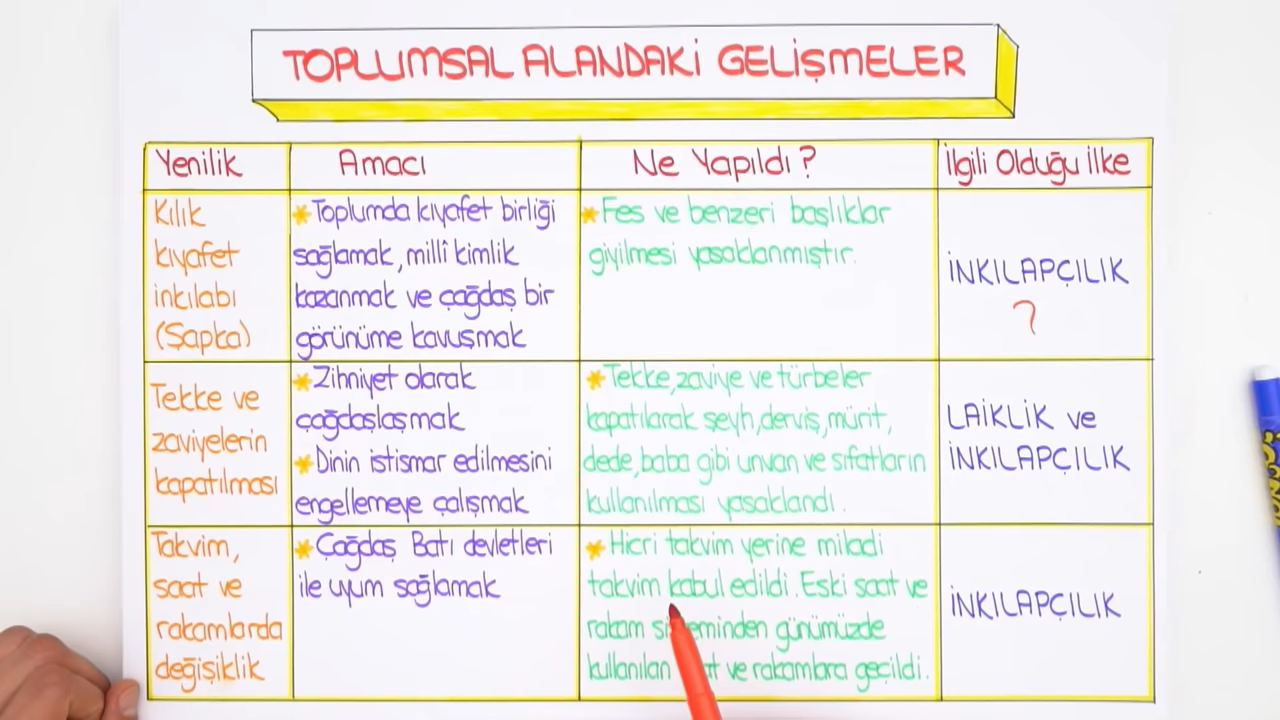 TOPLUMSAL ALANDAKİ GELİŞMELER
Yenilik
Amacı
Ne Yapıldı ?
İlgili Olduğu İlke
Kılık
kıyafet
inkılabı
(Şapka)
*Toplumda kıyafet birliği
sağlamak, millî kimlik
kazanmak ve çağdaş bir
görünüme kavuşmak
*Fes ve benzeri başlıklar
giyilmesi yasaklanmıştır.
İNKILAPÇILIK
?
Tekke ve
zaviyelerin
kapatılması
*Zihniyet olarak
çağdaşlaşmak
*Dinin istismar edilmesini
engellemeye çalışmak
*Tekke, zaviye ve türbeler
kapatılarak şeyh, derviş, mürit,
dede, baba gibi unvan ve sıfatların
kullanılması yasaklandı.
LAİKLİK ve
İNKILAPÇILIK
Takvim,
saat ve
rakamlarda
değişiklik
*Çağdaş Batı devletleri
ile uyum sağlamak
*Hicri takvim yerine miladi
takvim kabul edildi. Eski saat ve
rakam günümüzde
kullanılan ve rakamlara geçildi.
İNKILAPÇILIK